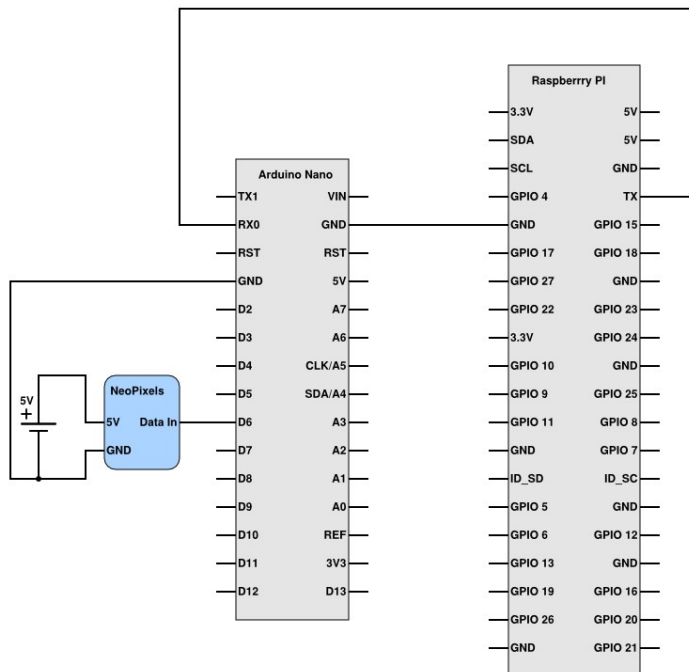 Raspberrry PI
3.3V 5V
SDA 5V
SCL GND
GPIO 4 TX
GND GPIO 15
GPIO 17 GPIO 18
GPIO 27 GND
GPIO 22 GPIO 23
3.3V GPIO 24
GPIO 10 GND
GPIO 9 GPIO 25
GPIO 11 GPIO 8
GND GPIO 7
ID_SD ID_SC
GPIO 5 GND
GPIO 6 GPIO 12
GPIO 13 GND
GPIO 19 GPIO 16
GPIO 26 GPIO 20
GND GPIO 21
Arduino Nano
TX1 VIN
RX0 GND
RST RST
GND 5V
D2 A7
D3 A6
D4 CLK/A5
D5 SDA/A4
D6 A3
D7 A2
D8 A1
D9 A0
D10 REF
D11 3V3
D12 D13
NeoPixels
5V Data In
GND
5V
+